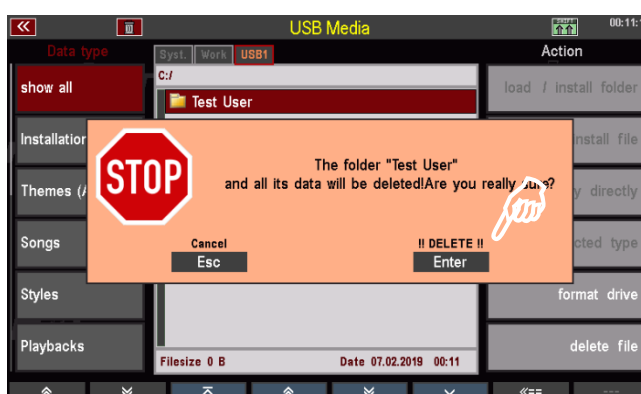 USB Media
00:11:
Data type
Syst. Work USB1
Action
show all
C:/
Test User
load / install folder
Installation
install file
STOP
The folder "Test User"
and all its data will be deleted!Are you really sure?
Themes (A
y directly
Songs
cted type
Cancel
Esc
!! DELETE !!
Enter
Styles
format drive
Playbacks
delete file
Filesize 0 B
Date 07.02.2019 00:11